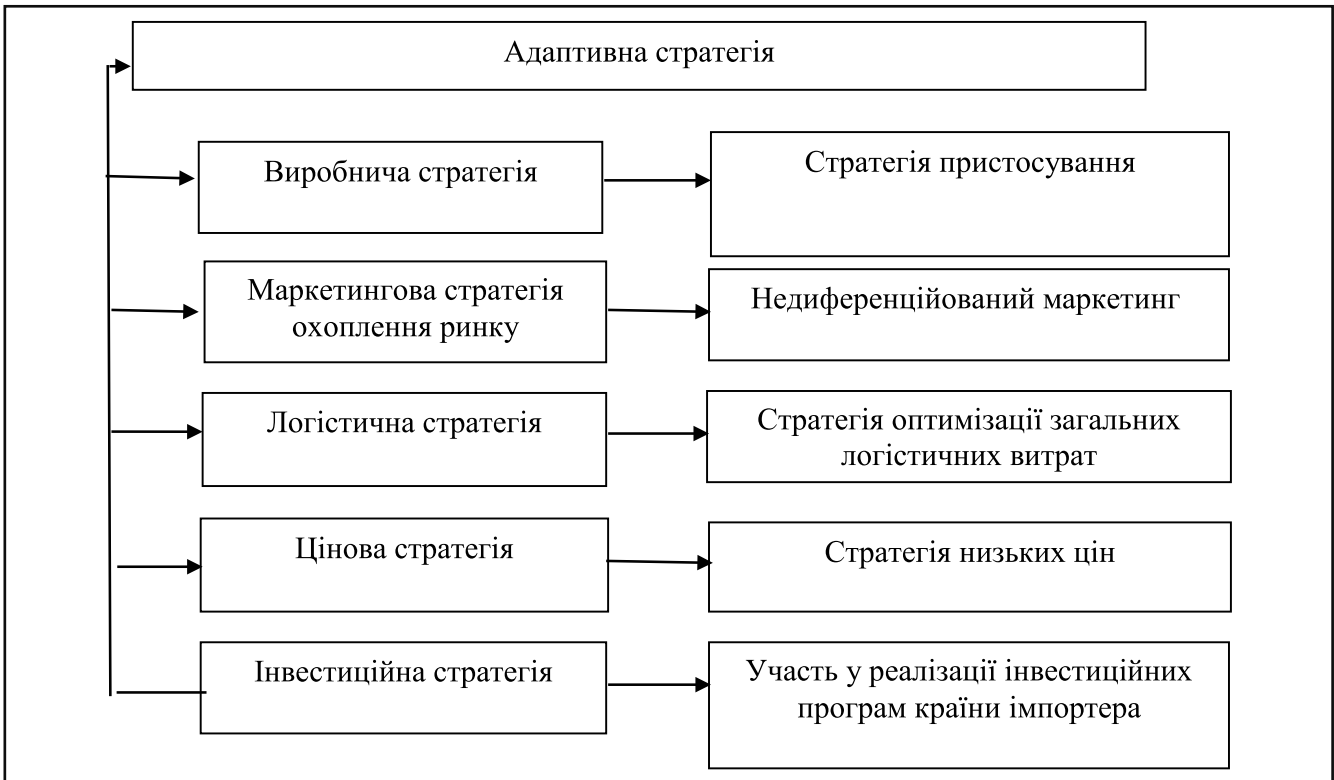 Адаптивна стратегія
Виробнича стратегія
Стратегія пристосування
Маркетингова стратегія
охоплення ринку
Недиференційований маркетинг
Логістична стратегія
Стратегія оптимізації загальних
логістичних витрат
Цінова стратегія
Стратегія низьких цін
Інвестиційна стратегія
Участь у реалізації інвестиційних
програм країни імпортера